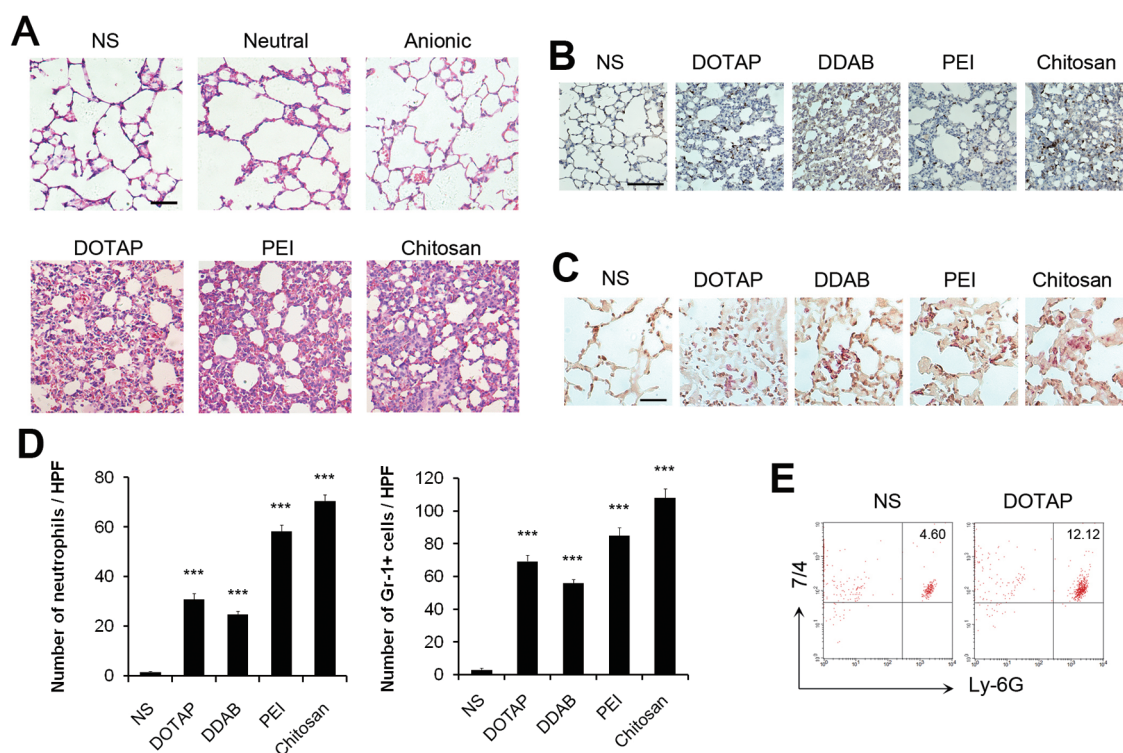 A
NS
Neutral
Anionic
DOTAP
PEI
Chitosan
B
NS
DOTAP
DDAB
PEI
Chitosan
C
NS
DOTAP
DDAB
PEI
Chitosan
D
Number of neutrophils / HPF
80
60
40
20
0
***
***
***
***
NS
DOTAP
DDAB
PEI
Chitosan
Number of Gr-1+ cells / HPF
120
100
80
60
40
20
0
***
***
***
***
NS
DOTAP
DDAB
PEI
Chitosan
E
NS
DOTAP
4.60
12.12
7/4
Ly-6G